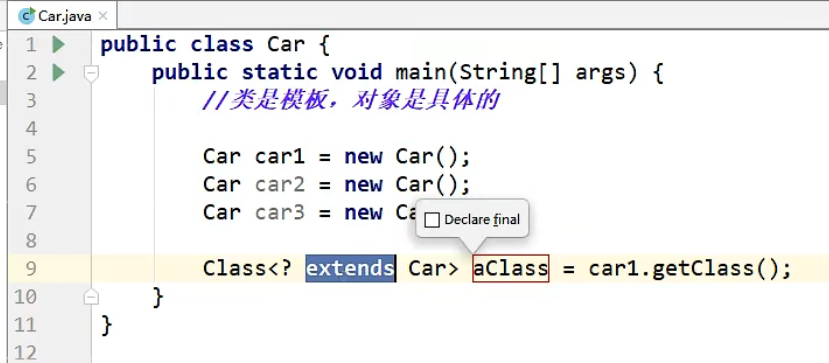 Car.java
1 public class Car {
2 public static void main(String[] args) {
3 //类是模板，对象是具体的
4
5 Car car1 = new Car();
6 Car car2 = new Car();
7 Car car3 = new Ca
Declare final
8
9 Class<? extends Car> aClass = car1.getClass();
10 }
11 }
12